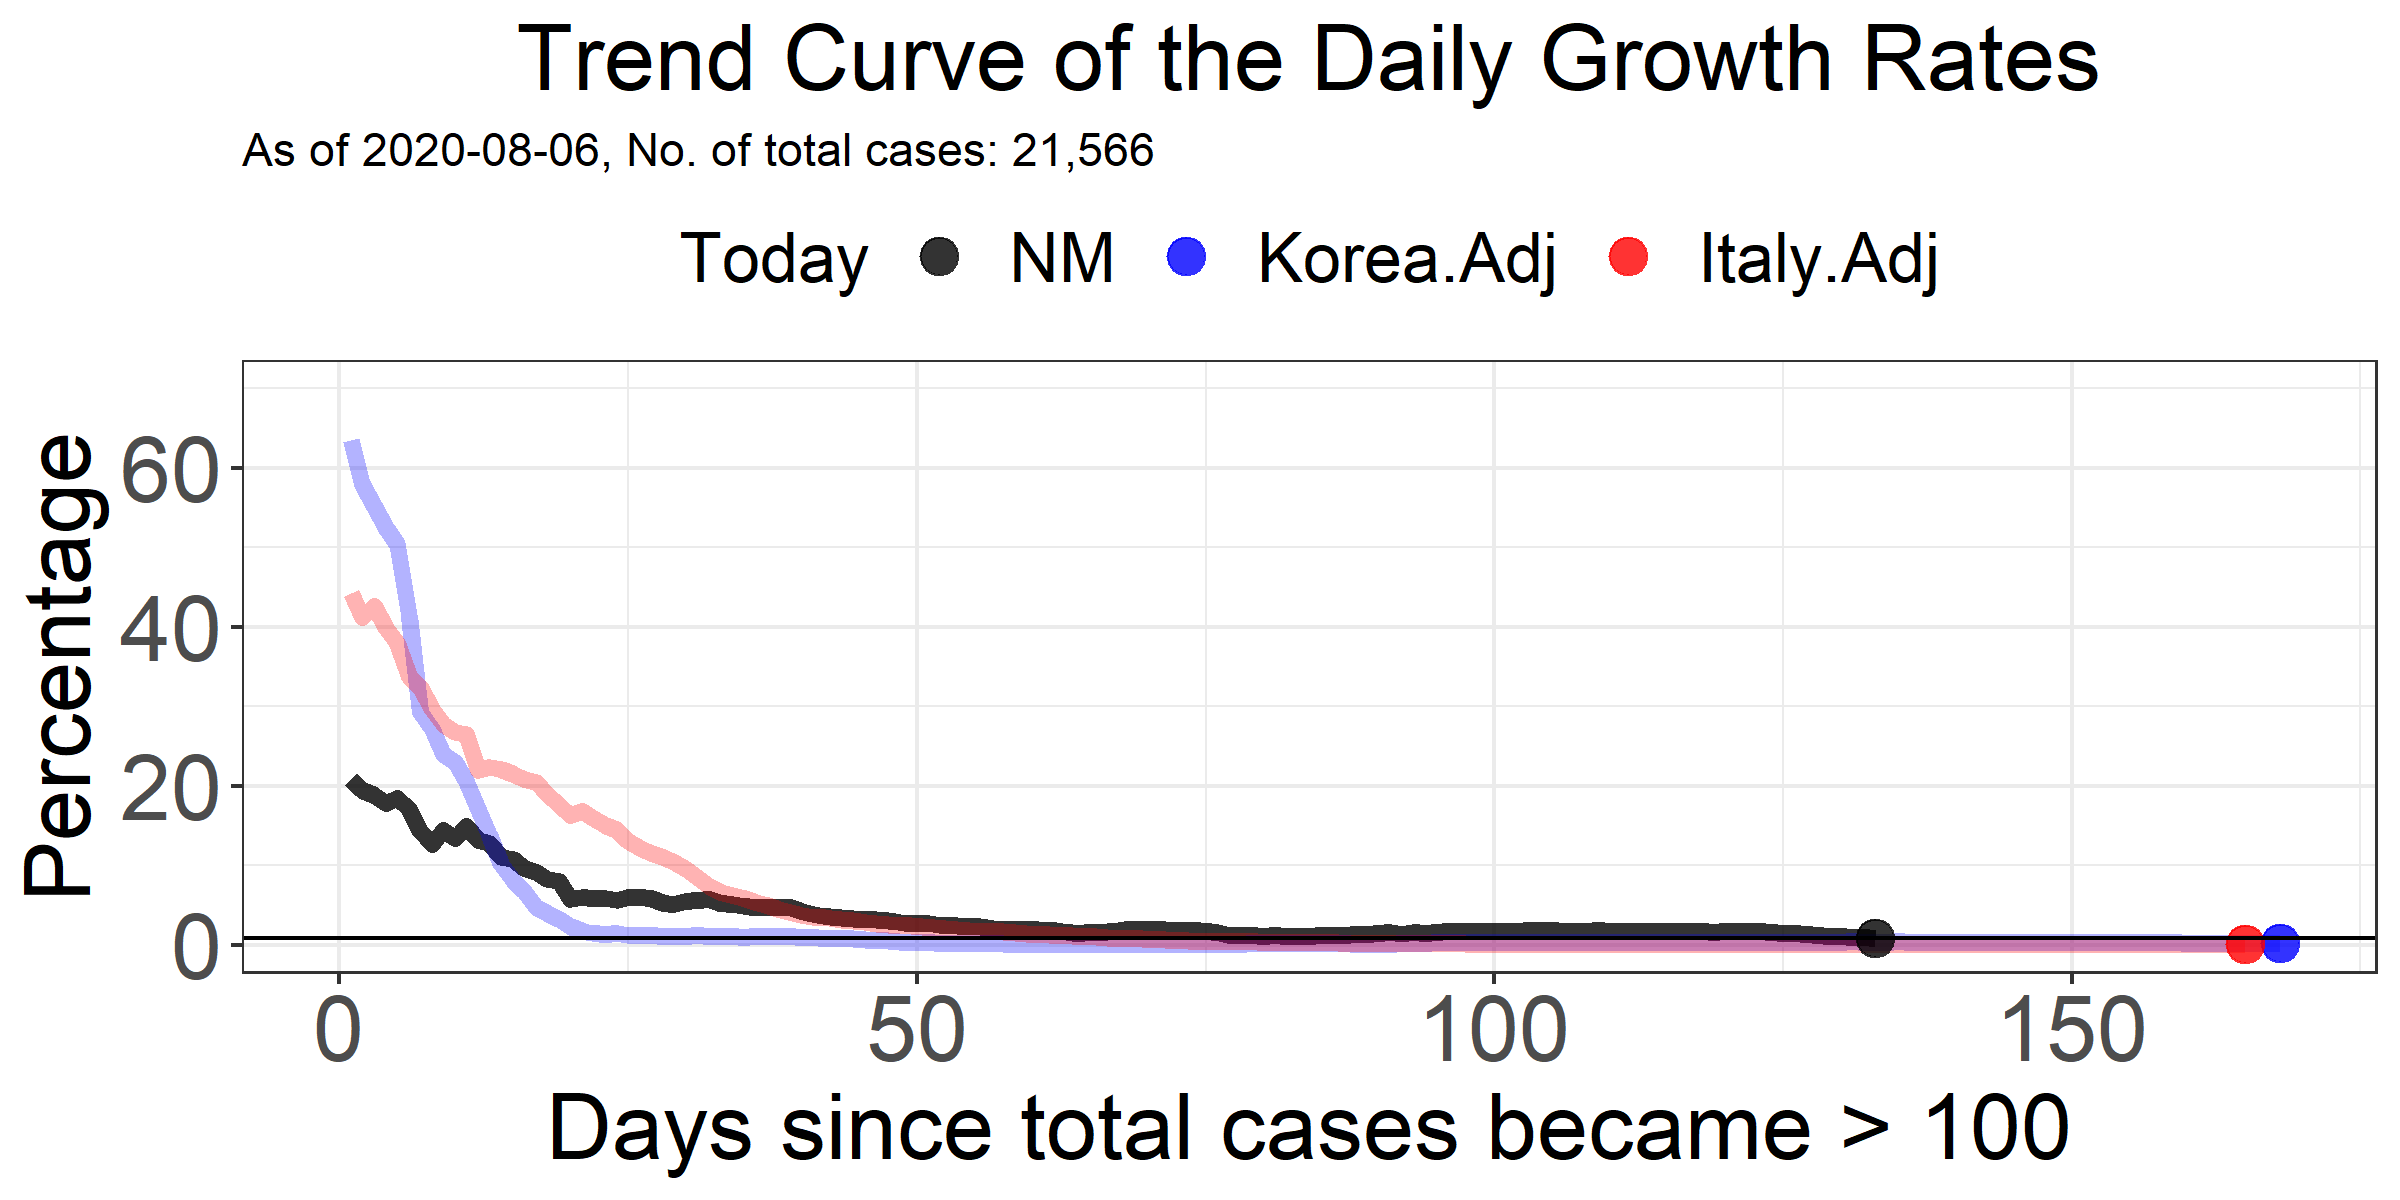 Trend Curve of the Daily Growth Rates
As of 2020-08-06, No. of total cases: 21,566
Today NM Korea.Adj Italy.Adj
Percentage
60
40
20
0
0 50 100 150
Days since total cases became > 100